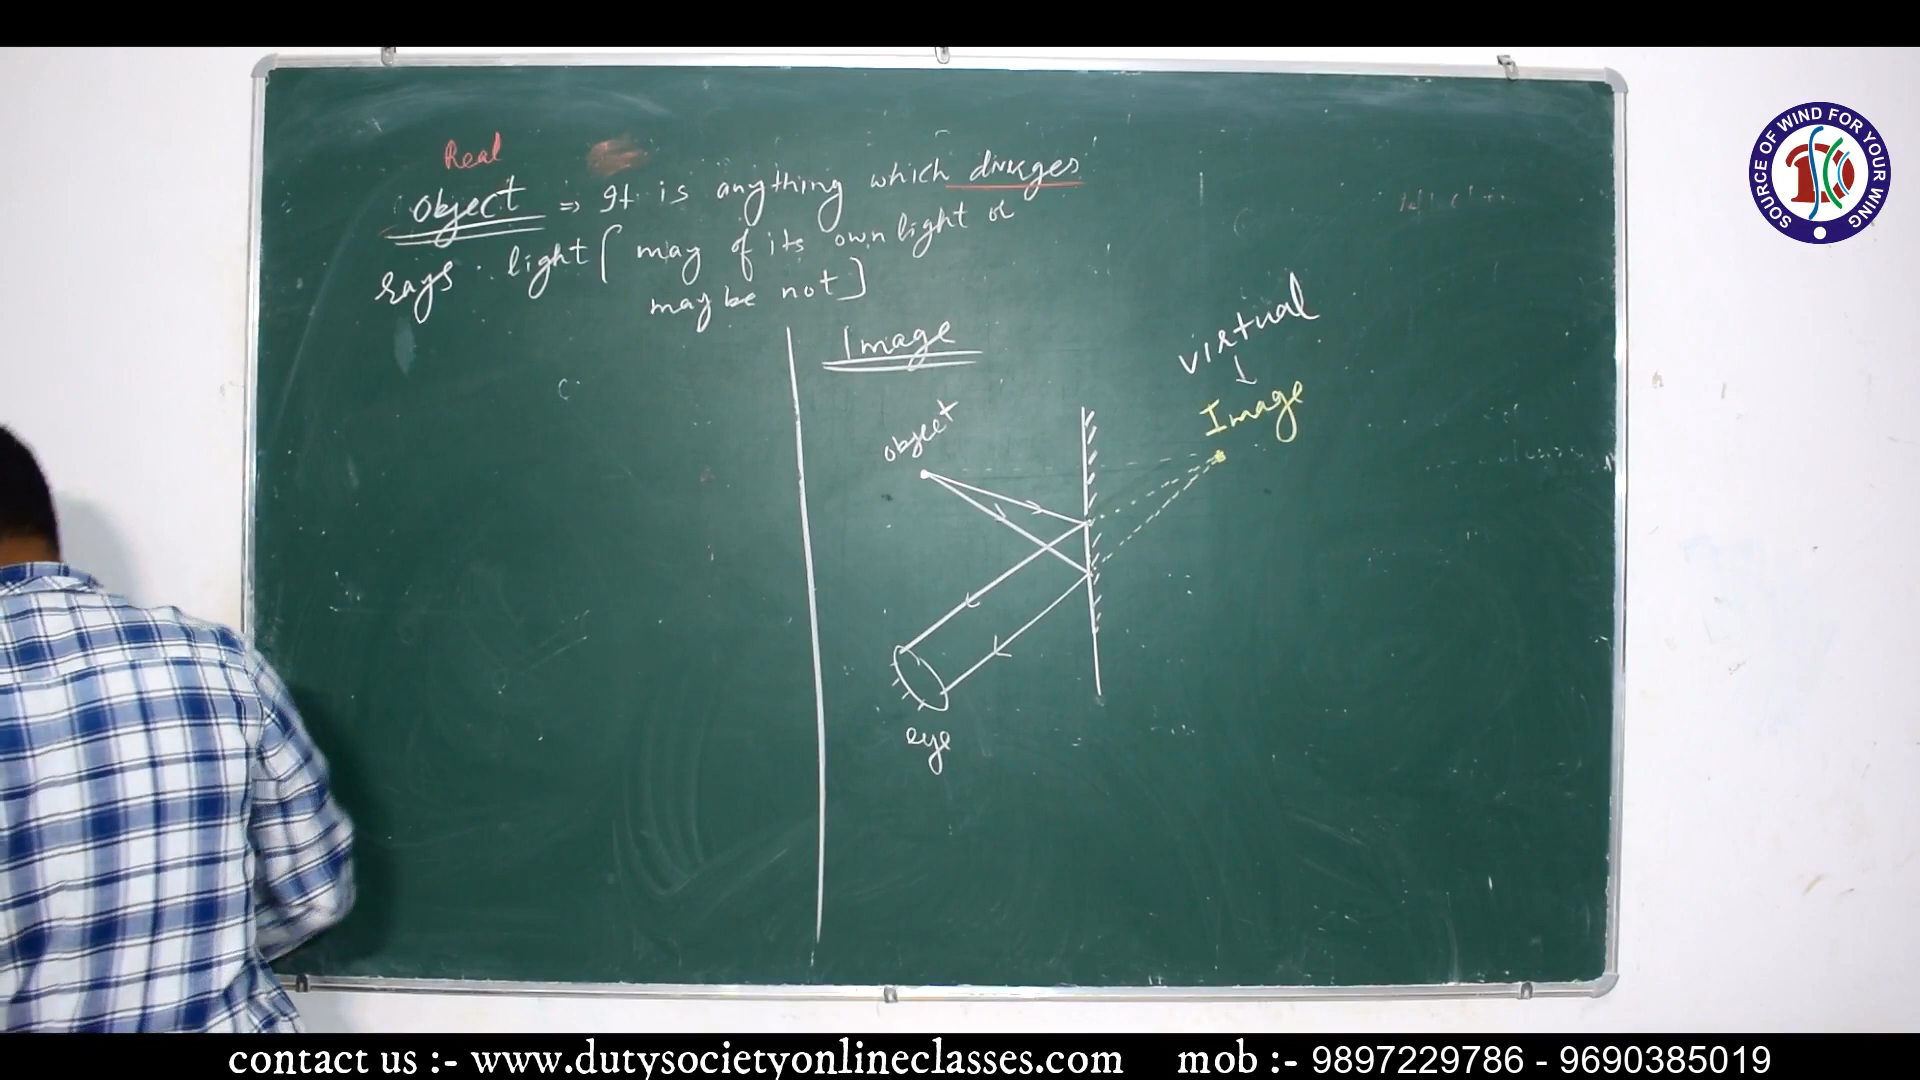 Real
object ⇒ It is anything which diverges
rays. light [ may of its own light or
may be not ]
Image
virtual
↓
Image
object
eye
SOURCE OF WIND FOR YOUR WING
contact us :- www.dutysocietyonlineclasses.com mob :- 9897229786 - 9690385019